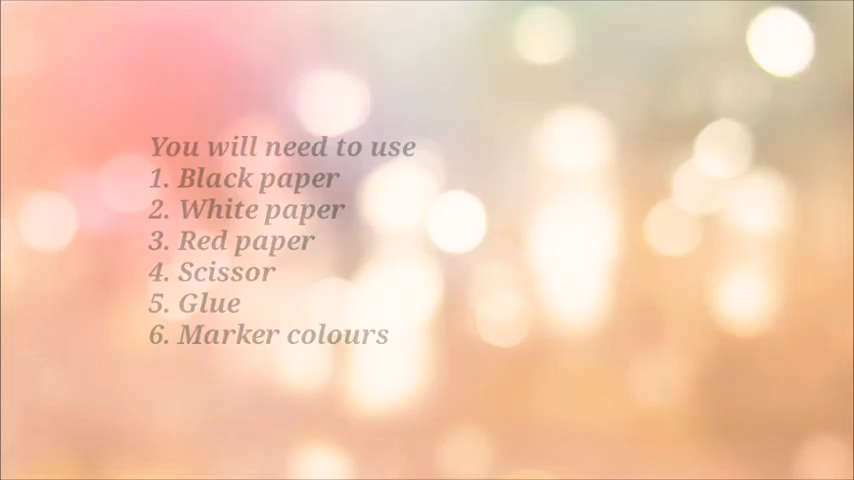 You will need to use
1. Black paper
2. White paper
3. Red paper
4. Scissor
5. Glue
6. Marker colours